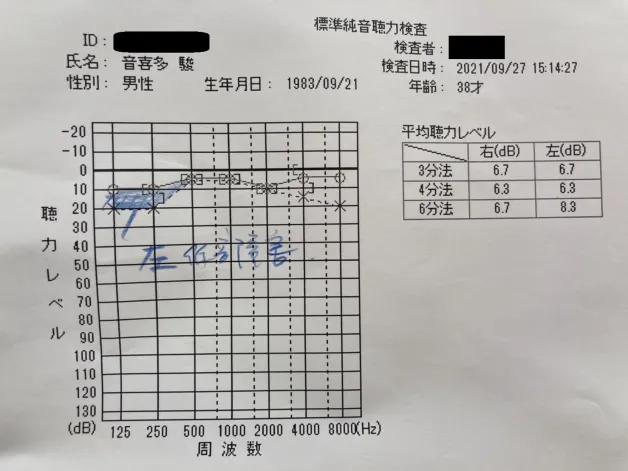 標準純音聴力検査
ID：
検査者：
氏名： 音喜多 駿
検査日時： 2021/09/27 15:14:27
性別： 男性 生年月日： 1983/09/21
年齢： 38才
平均聴力レベル
右(dB) 左(dB)
3分法 6.7 6.7
4分法 6.3 6.3
6分法 6.7 8.3
聴力レベル
-20
-10
0
10
20
30
40
50
60
70
80
90
100
110
120
130
(dB)
左 低音障害
125 250 500 1000 2000 4000 8000(Hz)
周波数